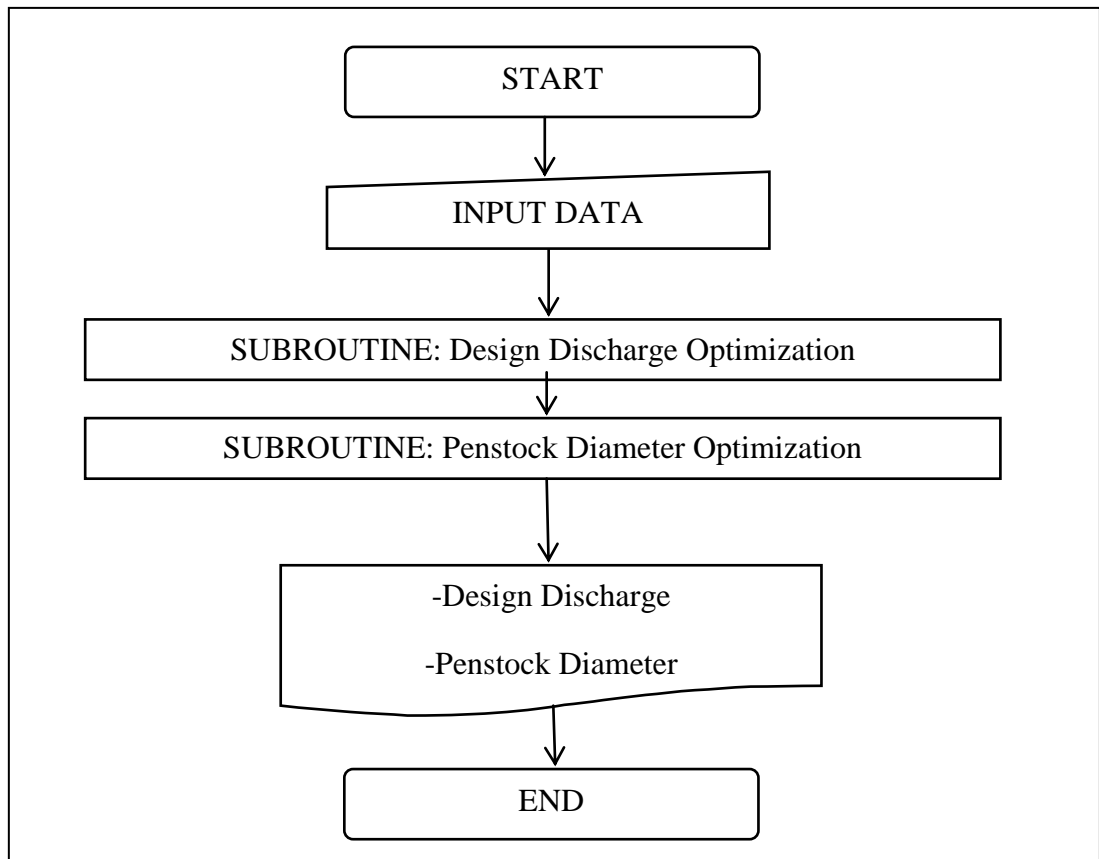 START
INPUT DATA
SUBROUTINE: Design Discharge Optimization
SUBROUTINE: Penstock Diameter Optimization
-Design Discharge
-Penstock Diameter
END